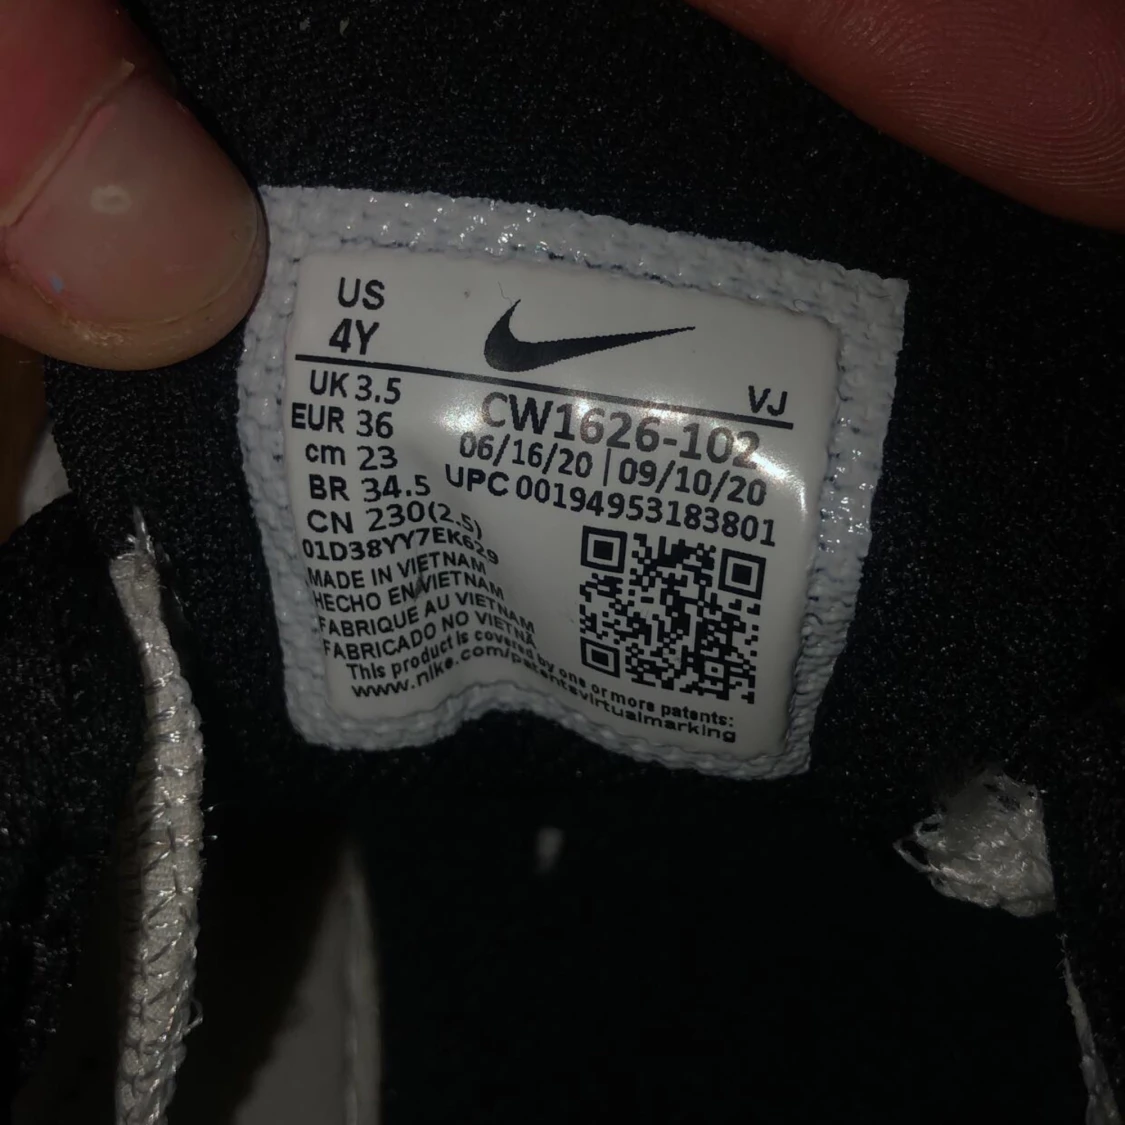 US
4Y
VJ
UK 3.5
EUR 36
cm 23
BR 34.5
CN 230(2.5)
01D38YY7EK629
CW1626-102
06/16/20 | 09/10/20
UPC 00194953183801
MADE IN VIETNAM
HECHO EN VIETNAM
FABRIQUE AU VIETNAM
FABRICADO NO VIETNÃ
This product is covered by one or more patents:
www.nike.com/patentsvirtualmarking